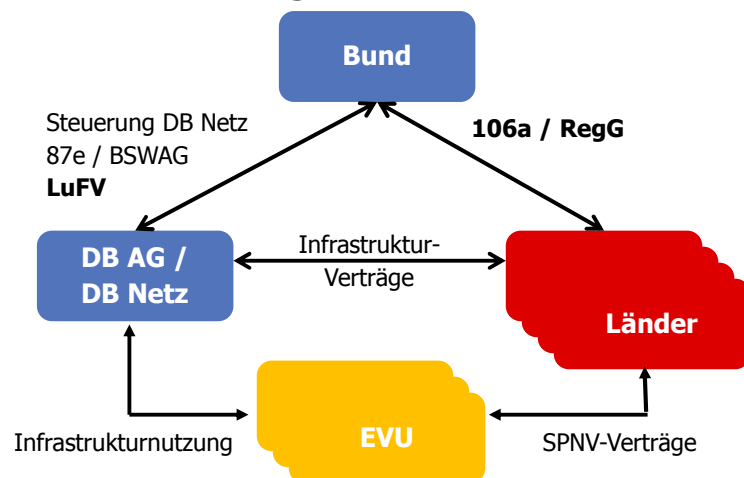 Bund
Steuerung DB Netz
87e / BSWAG
LuFV
106a / RegG
DB AG /
DB Netz
Infrastruktur-
Verträge
Länder
Infrastrukturnutzung
EVU
SPNV-Verträge